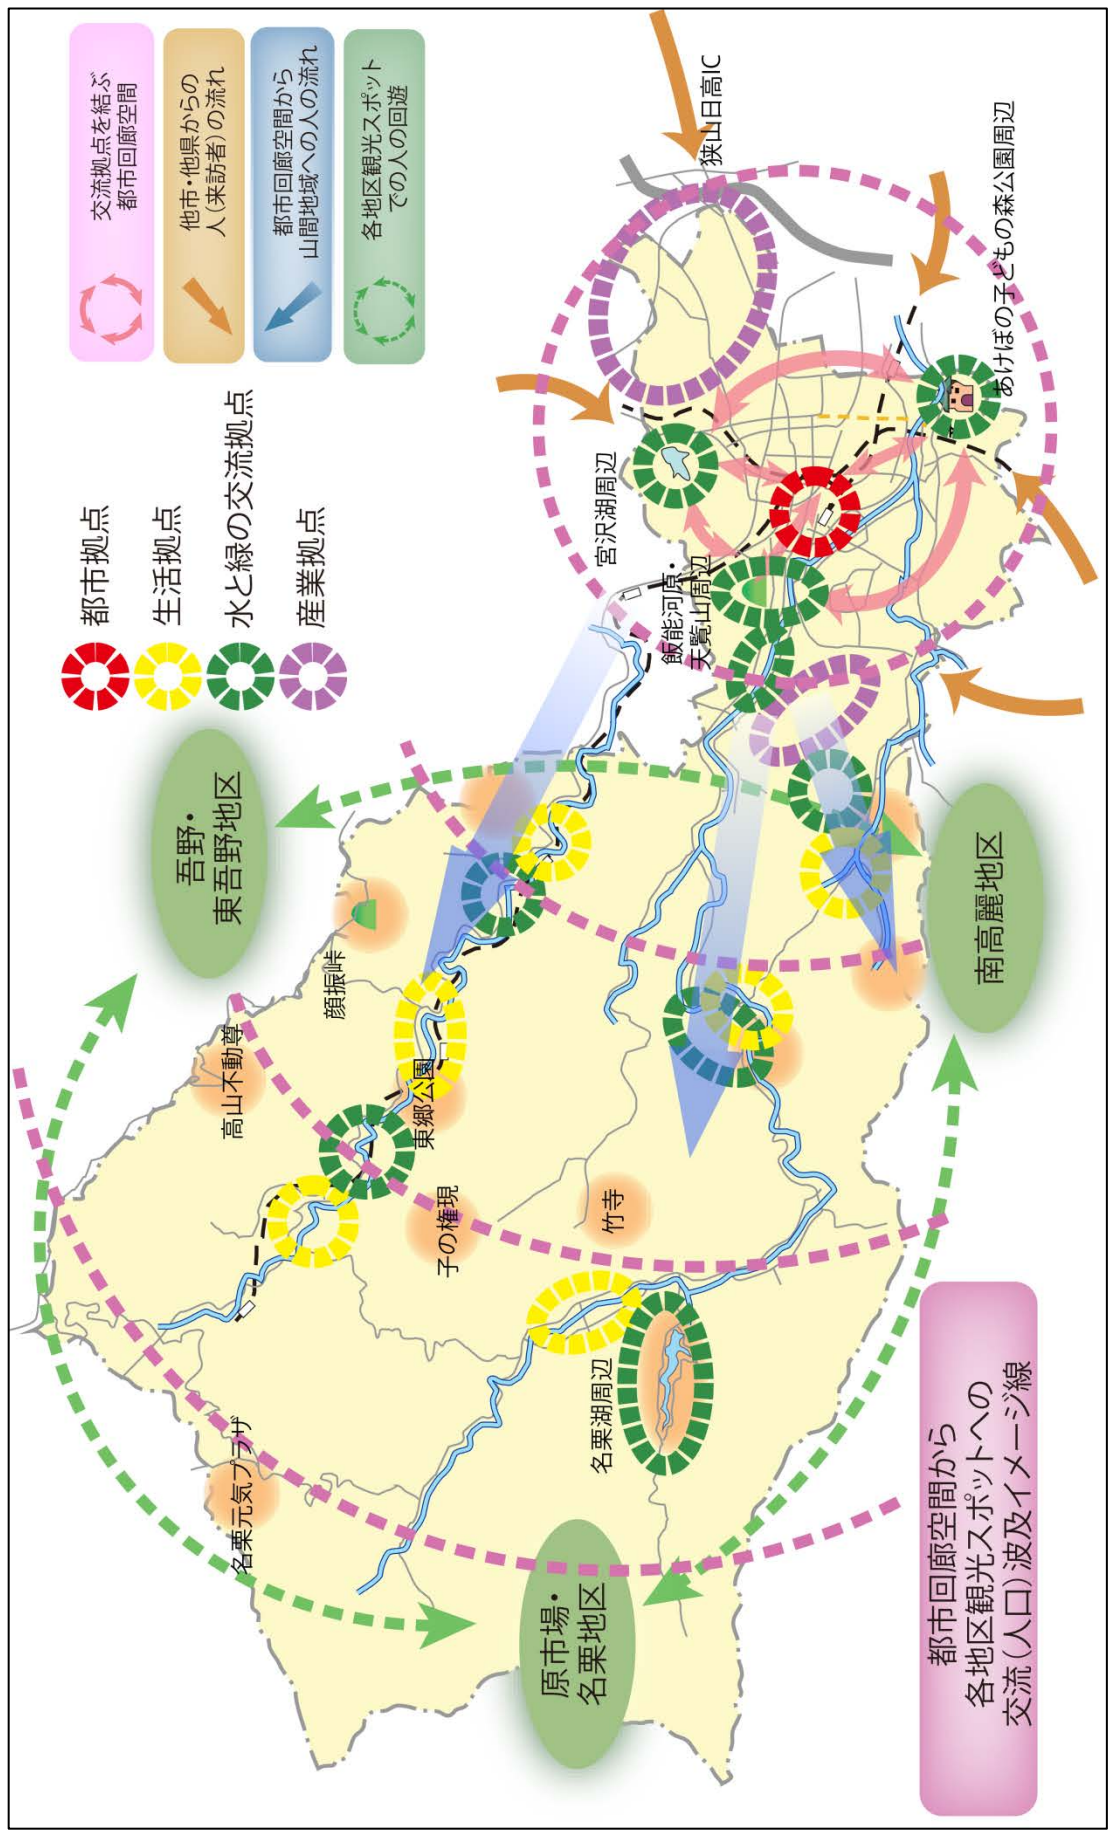 都市拠点
生活拠点
水と緑の交流拠点
産業拠点
交流拠点を結ぶ
都市回廊空間
他市・他県からの
人(来訪者)の流れ
都市回廊空間から
山間地域への人の流れ
各地区観光スポット
での人の回遊
吾野・
東吾野地区
高山不動尊
顔振峠
東郷公園
子の権現
竹寺
名栗元気プラザ
名栗湖周辺
原市場・
名栗地区
南高麗地区
宮沢湖周辺
飯能河原・
天覧山周辺
狭山日高IC
あけぼの子どもの森公園周辺
都市回廊空間から
各地区観光スポットへの
交流(人口)波及イメージ線